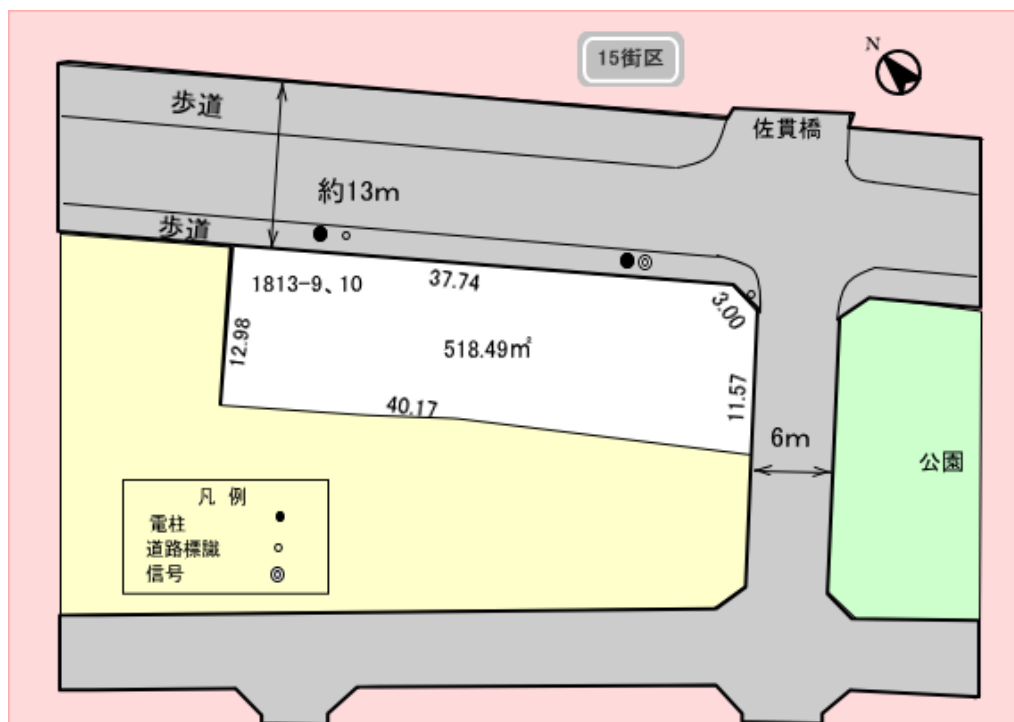 15街区
N
歩道
佐貫橋
約13m
歩道
1813-9、10
37.74
3.00
12.98
518.49㎡
11.57
40.17
6m
公園
凡 例
電柱
道路標識
信号